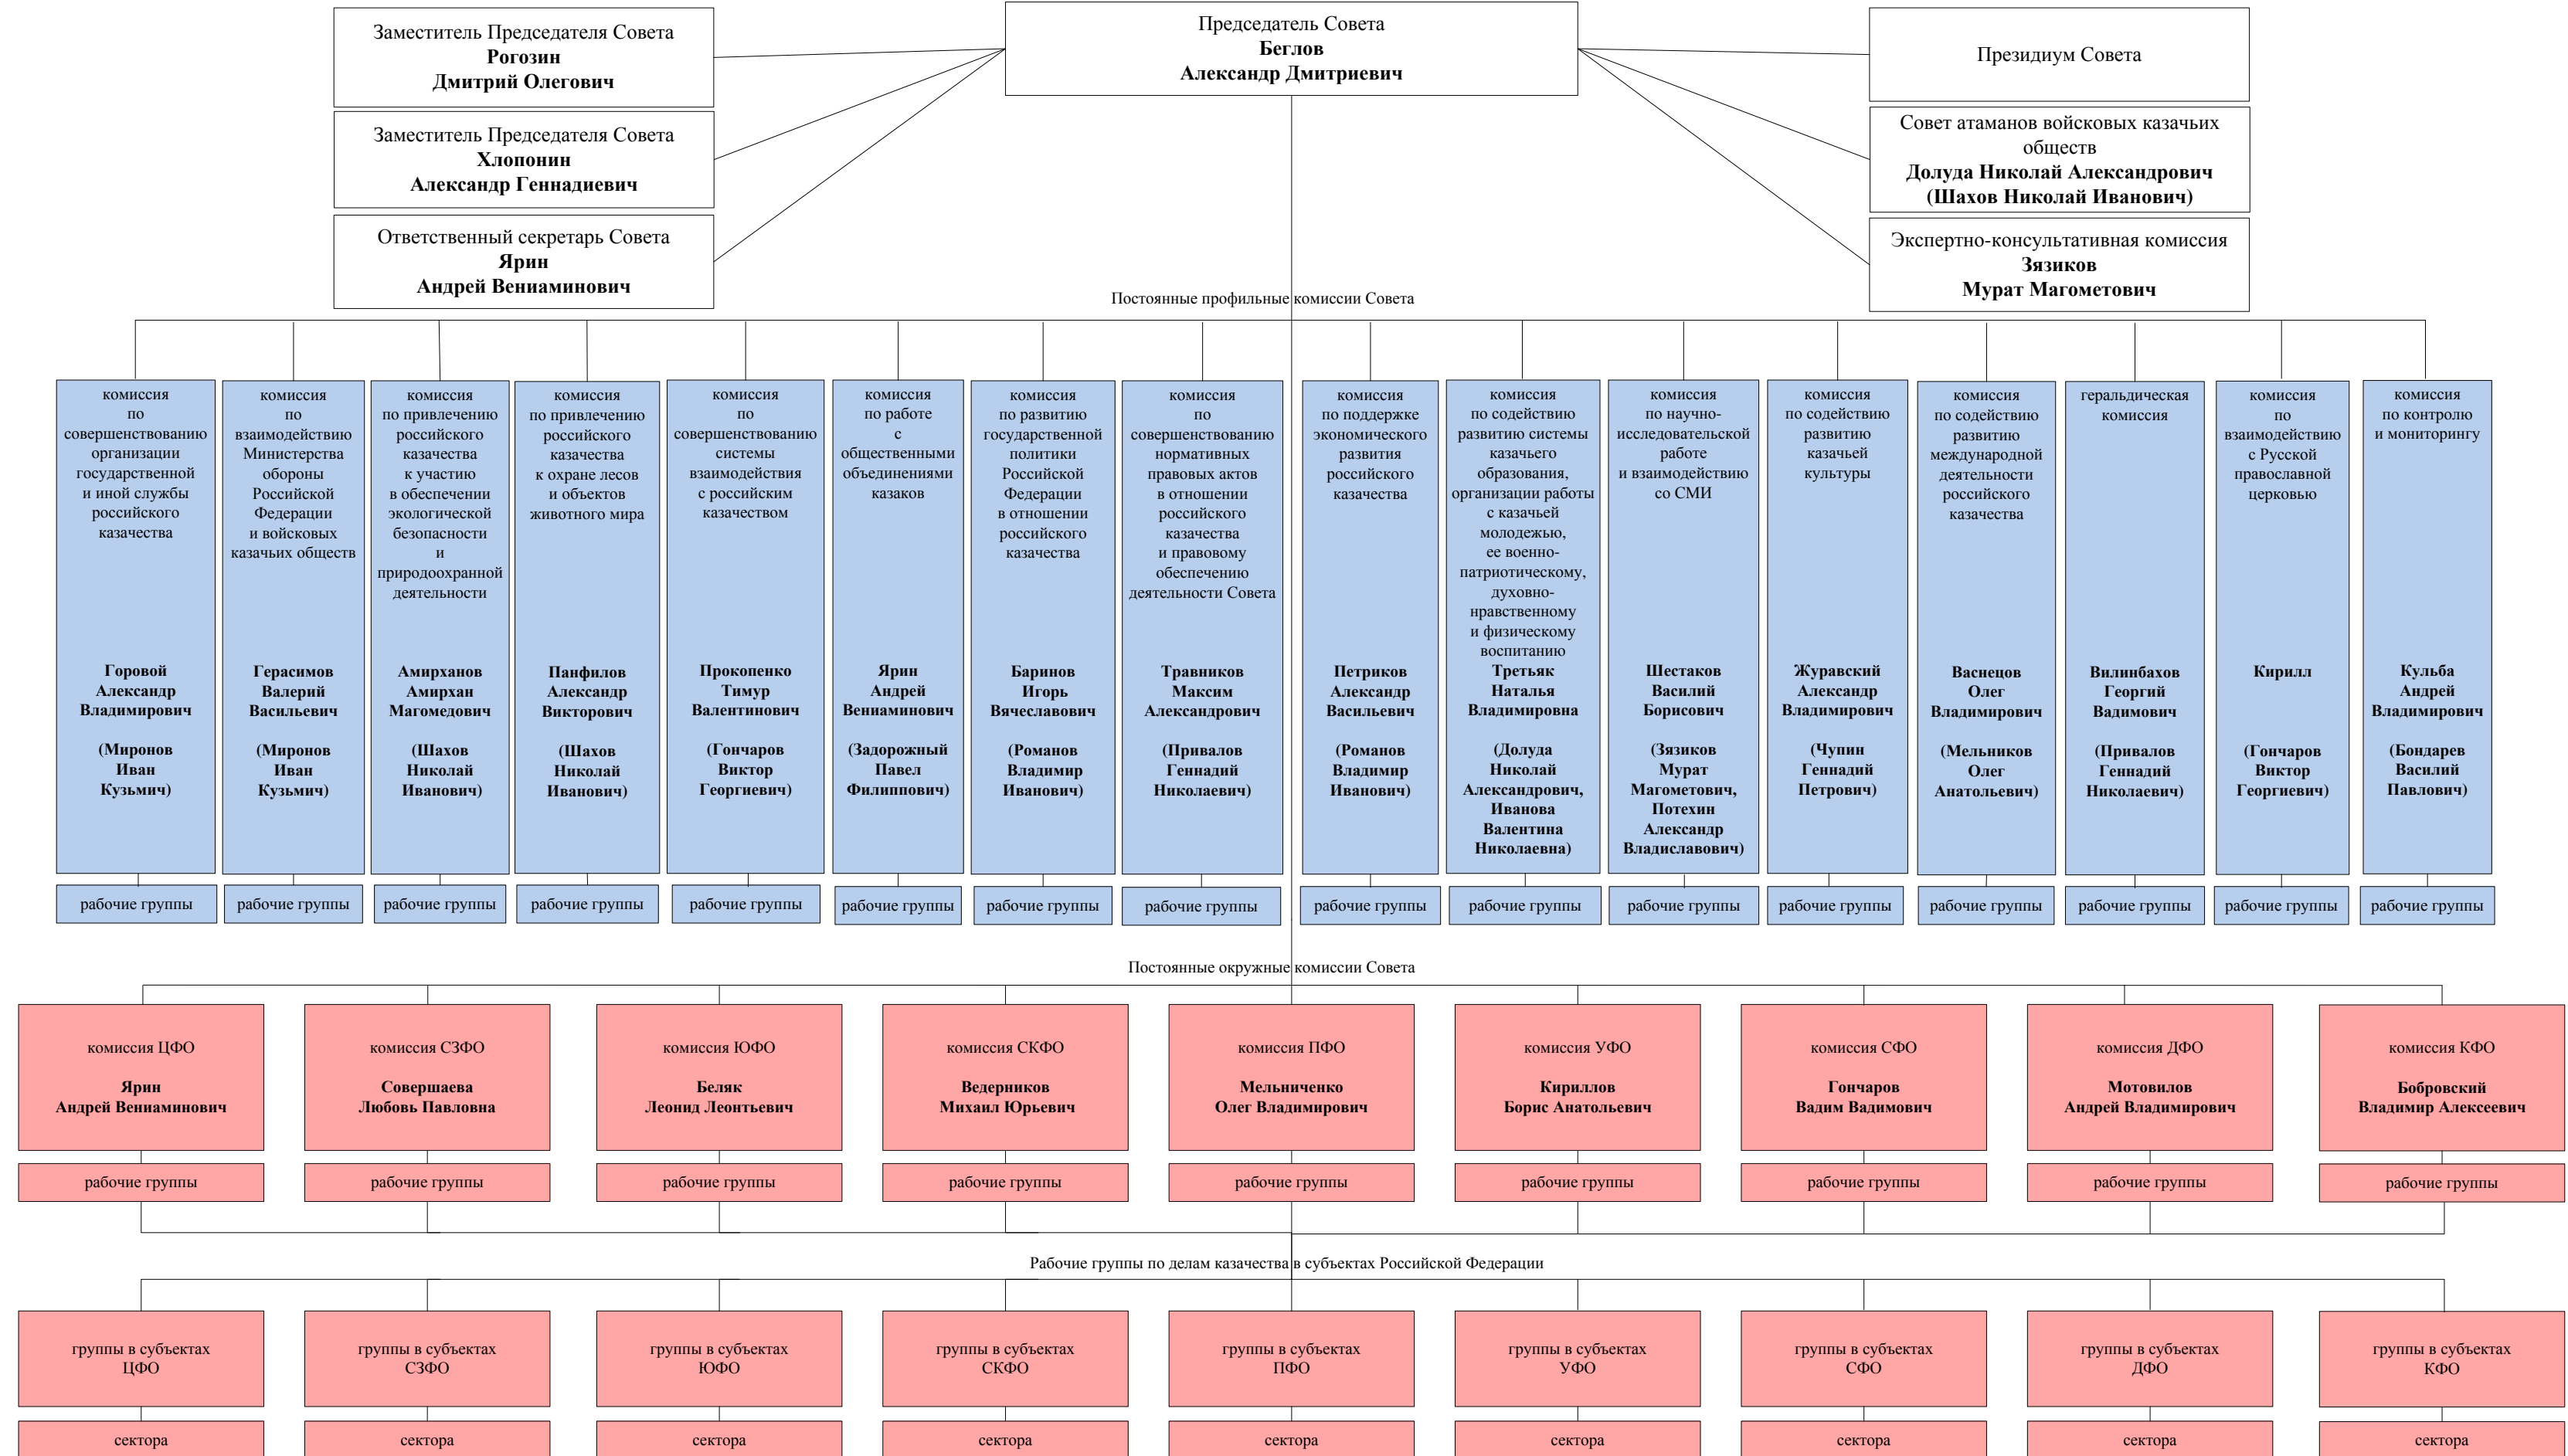 Заместитель Председателя Совета
Рогозин
Дмитрий Олегович
Заместитель Председателя Совета
Хлопонин
Александр Геннадиевич
Ответственный секретарь Совета
Ярин
Андрей Вениаминович
Председатель Совета
Беглов
Александр Дмитриевич
Президиум Совета
Совет атаманов войсковых казачьих
обществ
Долуда Николай Александрович
(Шахов Николай Иванович)
Экспертно-консультативная комиссия
Зязиков
Мурат Магометович
Постоянные профильные комиссии Совета
комиссия
по
совершенствованию
организации
государственной
и иной службы
российского
казачества
Горовой
Александр
Владимирович
(Миронов
Иван
Кузьмич)
рабочие группы
комиссия
по
взаимодействию
Министерства
обороны
Российской
Федерации
и войсковых
казачьих обществ
Герасимов
Валерий
Васильевич
(Миронов
Иван
Кузьмич)
рабочие группы
комиссия
по привлечению
российского
казачества
к участию
в обеспечении
экологической
безопасности
и
природоохранной
деятельности
Амирханов
Амирхан
Магомедович
(Шахов
Николай
Иванович)
рабочие группы
комиссия
по привлечению
российского
казачества
к охране лесов
и объектов
животного мира
Панфилов
Александр
Викторович
(Шахов
Николай
Иванович)
рабочие группы
комиссия
по
совершенствованию
системы
взаимодействия
с российским
казачеством
Прокопенко
Тимур
Валентинович
(Гончаров
Виктор
Георгиевич)
рабочие группы
комиссия
по работе
с
общественными
объединениями
казаков
Ярин
Андрей
Вениаминович
(Задорожный
Павел
Филиппович)
рабочие группы
комиссия
по развитию
государственной
политики
Российской
Федерации
в отношении
российского
казачества
Баринов
Игорь
Вячеславович
(Романов
Владимир
Иванович)
рабочие группы
комиссия
по
совершенствованию
нормативных
правовых актов
в отношении
российского
казачества
и правовому
обеспечению
деятельности Совета
Травников
Максим
Александрович
(Привалов
Геннадий
Николаевич)
рабочие группы
комиссия
по поддержке
экономического
развития
российского
казачества
Петриков
Александр
Васильевич
(Романов
Владимир
Иванович)
рабочие группы
комиссия
по содействию
развитию системы
казачьего
образования,
организации работы
с казачьей
молодежью,
ее военно-
патриотическому,
духовно-
нравственному
и физическому
воспитанию
Третьяк
Наталья
Владимировна
(Долуда
Николай
Александрович,
Иванова
Валентина
Николаевна)
рабочие группы
комиссия
по научно-
исследовательской
работе
и взаимодействию
со СМИ
Шестаков
Василий
Борисович
(Зязиков
Мурат
Магометович,
Потехин
Александр
Владиславович)
рабочие группы
комиссия
по содействию
развитию
казачьей
культуры
Журавский
Александр
Владимирович
(Чупин
Геннадий
Петрович)
рабочие группы
комиссия
по содействию
развитию
международной
деятельности
российского
казачества
Васнецов
Олег
Владимирович
(Мельников
Олег
Анатольевич)
рабочие группы
геральдическая
комиссия
Вилинбахов
Георгий
Вадимович
(Привалов
Геннадий
Николаевич)
рабочие группы
комиссия
по
взаимодействию
с Русской
православной
церковью
Кирилл
(Гончаров
Виктор
Георгиевич)
рабочие группы
комиссия
по контролю
и мониторингу
Кульба
Андрей
Владимирович
(Бондарев
Василий
Павлович)
рабочие группы
Постоянные окружные комиссии Совета
комиссия ЦФО
Ярин
Андрей Вениаминович
рабочие группы
комиссия СЗФО
Совершаева
Любовь Павловна
рабочие группы
комиссия ЮФО
Беляк
Леонид Леонтьевич
рабочие группы
комиссия СКФО
Ведерников
Михаил Юрьевич
рабочие группы
комиссия ПФО
Мельниченко
Олег Владимирович
рабочие группы
комиссия УФО
Кириллов
Борис Анатольевич
рабочие группы
комиссия СФО
Гончаров
Вадим Вадимович
рабочие группы
комиссия ДФО
Мотовилов
Андрей Владимирович
рабочие группы
комиссия КФО
Бобровский
Владимир Алексеевич
рабочие группы
Рабочие группы по делам казачества в субъектах Российской Федерации
группы в субъектах
ЦФО
сектора
группы в субъектах
СЗФО
сектора
группы в субъектах
ЮФО
сектора
группы в субъектах
СКФО
сектора
группы в субъектах
ПФО
сектора
группы в субъектах
УФО
сектора
группы в субъектах
СФО
сектора
группы в субъектах
ДФО
сектора
группы в субъектах
КФО
сектора